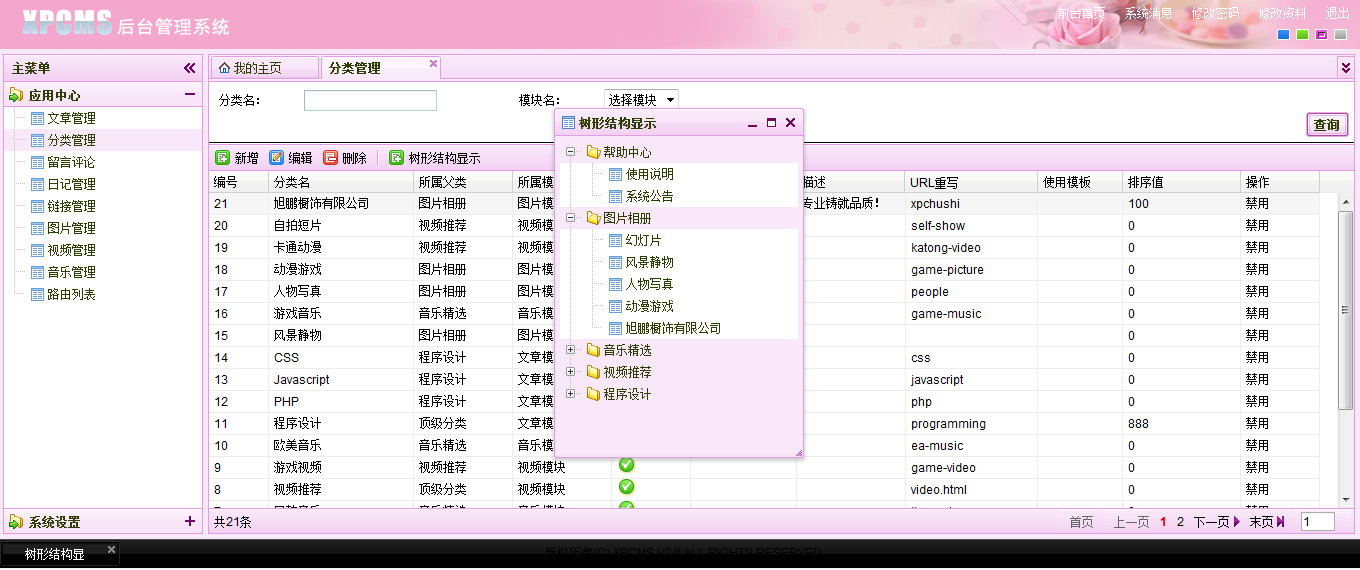 XPCMS 后台管理系统
前台首页 系统消息 修改密码 修改资料 退出
主菜单
应用中心
文章管理
分类管理
留言评论
日记管理
链接管理
图片管理
视频管理
音乐管理
路由列表
系统设置
我的主页 分类管理
分类名: 模块名: 选择模块
查询
新增 编辑 删除 树形结构显示
编号 分类名 所属父类 所属模 描述 URL重写 使用模板 排序值 操作
21 旭鹏橱饰有限公司 图片相册 图片模 专业铸就品质! xpchushi 100 禁用
20 自拍短片 视频推荐 视频模 self-show 0 禁用
19 卡通动漫 视频推荐 视频模 katong-video 0 禁用
18 动漫游戏 图片相册 图片模 game-picture 0 禁用
17 人物写真 图片相册 图片模 people 0 禁用
16 游戏音乐 音乐精选 音乐模 game-music 0 禁用
15 风景静物 图片相册 图片模 0 禁用
14 CSS 程序设计 文章模 css 0 禁用
13 Javascript 程序设计 文章模 javascript 0 禁用
12 PHP 程序设计 文章模 php 0 禁用
11 程序设计 顶级分类 文章模 programming 888 禁用
10 欧美音乐 音乐精选 音乐模 ea-music 0 禁用
9 游戏视频 视频推荐 视频模块 game-video 0 禁用
8 视频推荐 顶级分类 视频模块 video.html 0 禁用
树形结构显示
帮助中心
使用说明
系统公告
图片相册
幻灯片
风景静物
人物写真
动漫游戏
旭鹏橱饰有限公司
音乐精选
视频推荐
程序设计
共21条 首页 上一页 1 2 下一页 末页 1
树形结构显
版权所有(C) XPCMS V2.0 ALL RIGHTS RESERVED